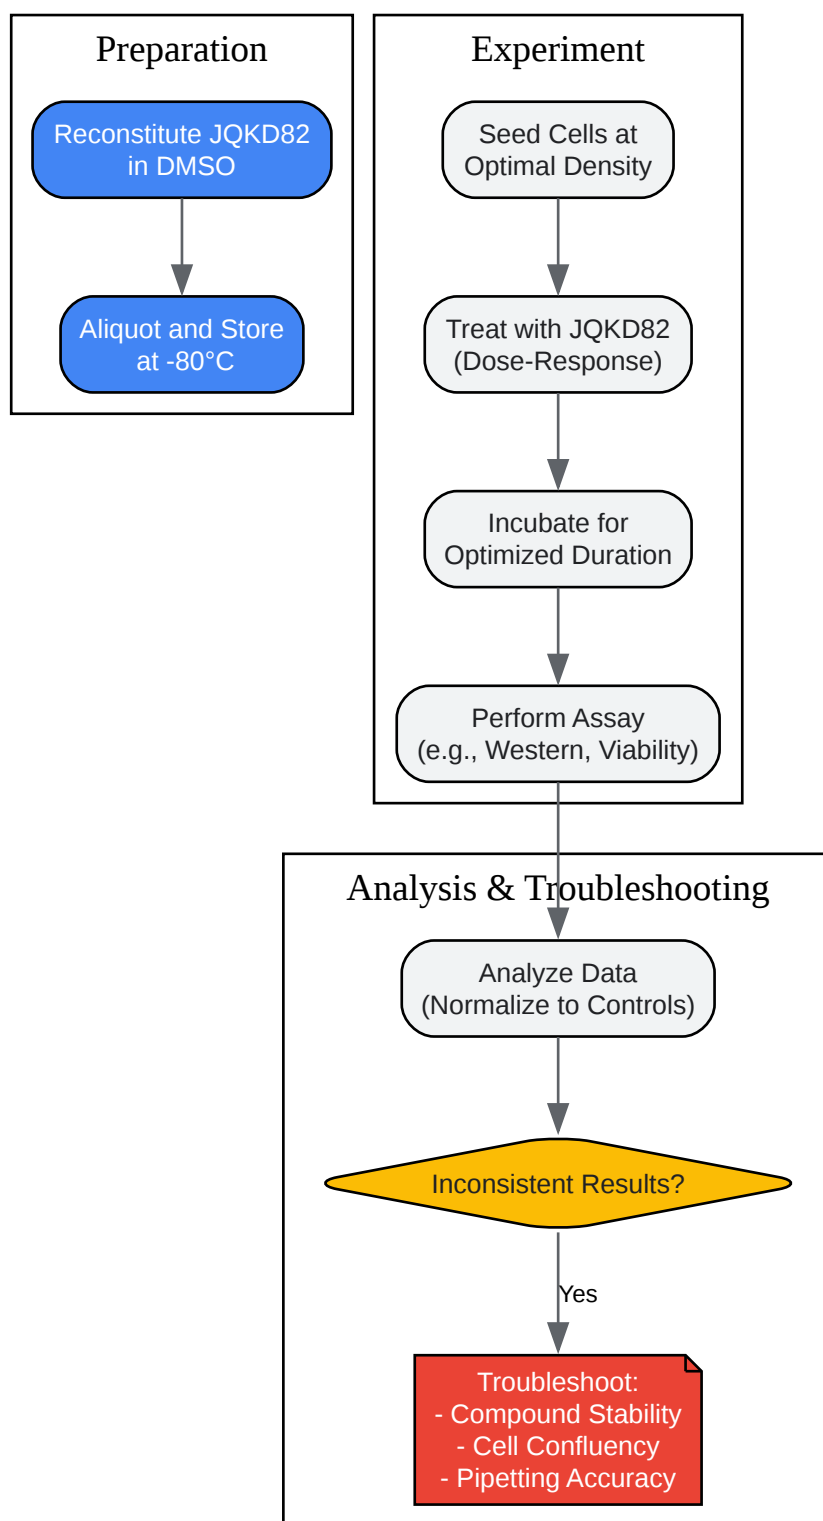 Preparation
Reconstitute JQKD82
in DMSO
Aliquot and Store
at -80°C
Experiment
Seed Cells at
Optimal Density
Treat with JQKD82
(Dose-Response)
Incubate for
Optimized Duration
Perform Assay
(e.g., Western, Viability)
Analysis & Troubleshooting
Analyze Data
(Normalize to Controls)
Inconsistent Results?
Yes
Troubleshoot:
- Compound Stability
- Cell Confluency
- Pipetting Accuracy